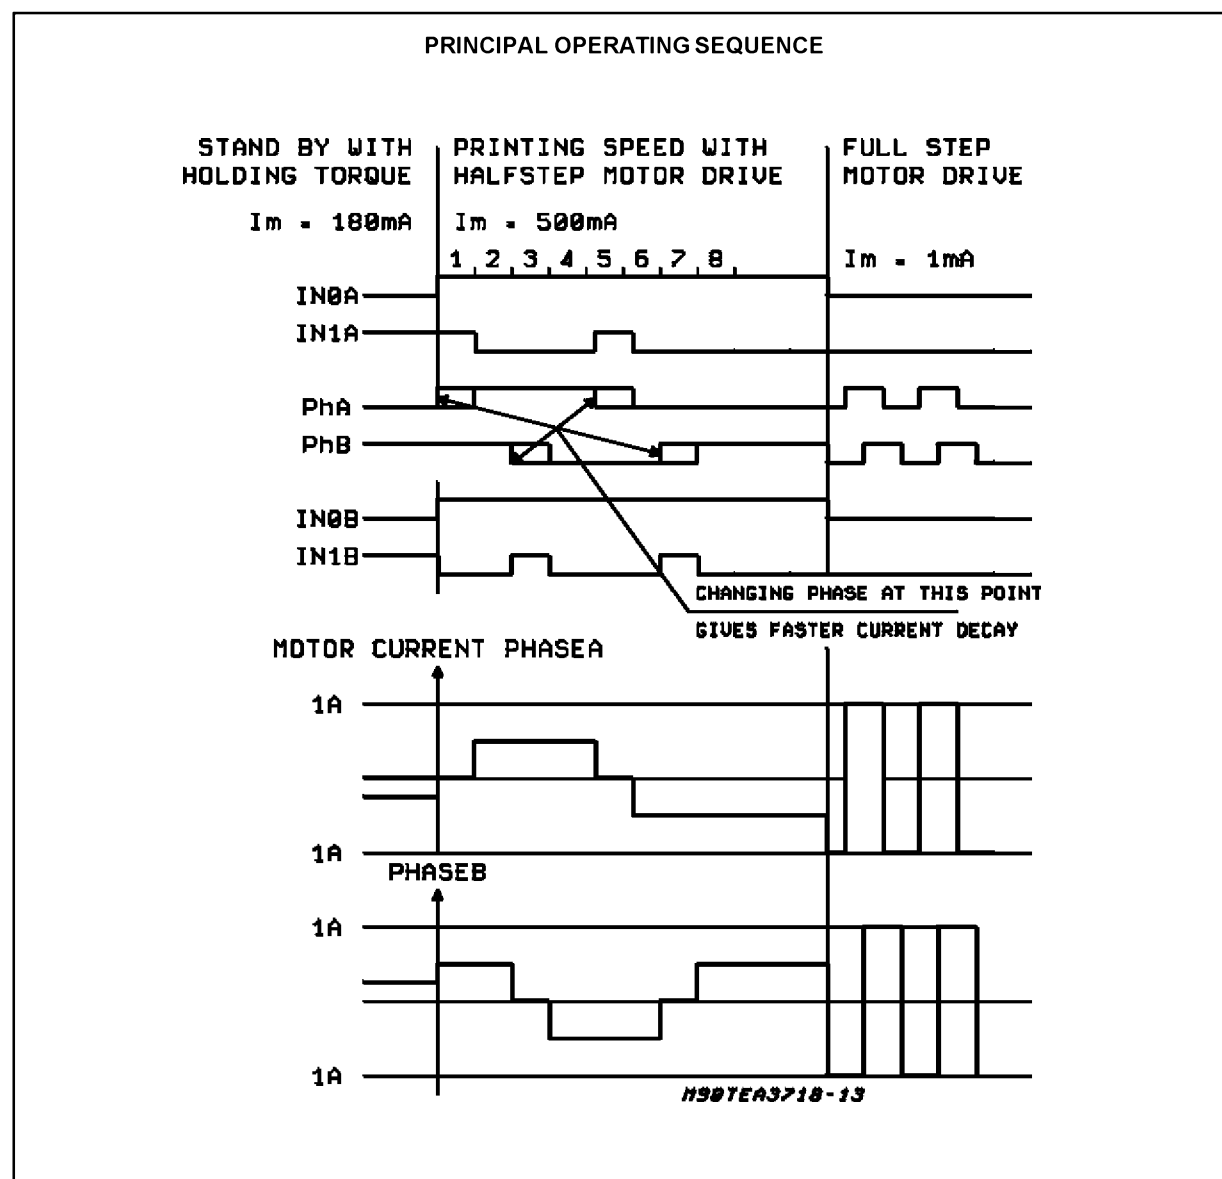 PRINCIPAL OPERATING SEQUENCE
STAND BY WITH
HOLDING TORQUE
Im = 180mA
PRINTING SPEED WITH
HALFSTEP MOTOR DRIVE
Im = 500mA
FULL STEP
MOTOR DRIVE
Im = 1mA
1 2 3 4 5 6 7 8
IN0A
IN1A
PhA
PhB
IN0B
IN1B
CHANGING PHASE AT THIS POINT
GIVES FASTER CURRENT DECAY
MOTOR CURRENT PHASEA
1A
1A
PHASEB
1A
1A
M90TEA3718-13